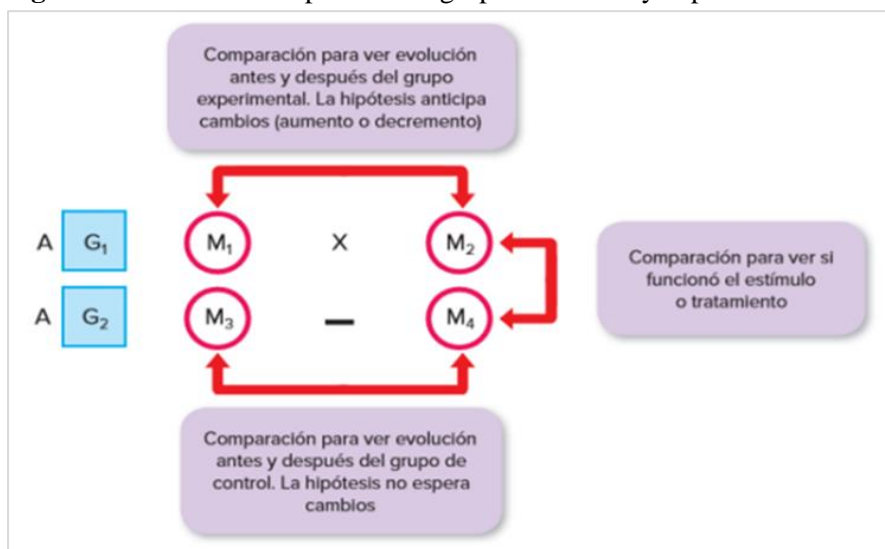 Comparación para ver evolución
antes y después del grupo
experimental. La hipótesis anticipa
cambios (aumento o decremento)
A G₁ M₁ X M₂
Comparación para ver si
funcionó el estímulo
o tratamiento
A G₂ M₃ — M₄
Comparación para ver evolución
antes y después del grupo de
control. La hipótesis no espera
cambios